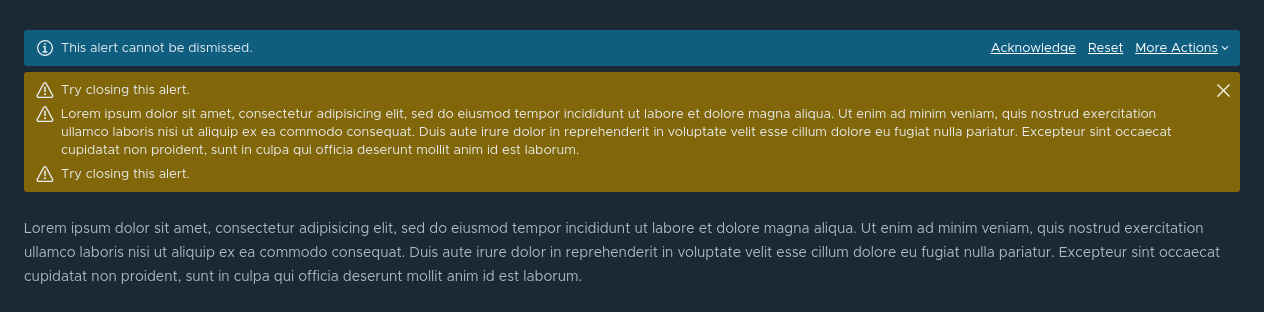 This alert cannot be dismissed. Acknowledge Reset More Actions
Try closing this alert.
Lorem ipsum dolor sit amet, consectetur adipisicing elit, sed do eiusmod tempor incididunt ut labore et dolore magna aliqua. Ut enim ad minim veniam, quis nostrud exercitation
ullamco laboris nisi ut aliquip ex ea commodo consequat. Duis aute irure dolor in reprehenderit in voluptate velit esse cillum dolore eu fugiat nulla pariatur. Excepteur sint occaecat
cupidatat non proident, sunt in culpa qui officia deserunt mollit anim id est laborum.
Try closing this alert.
Lorem ipsum dolor sit amet, consectetur adipisicing elit, sed do eiusmod tempor incididunt ut labore et dolore magna aliqua. Ut enim ad minim veniam, quis nostrud exercitation
ullamco laboris nisi ut aliquip ex ea commodo consequat. Duis aute irure dolor in reprehenderit in voluptate velit esse cillum dolore eu fugiat nulla pariatur. Excepteur sint occaecat
cupidatat non proident, sunt in culpa qui officia deserunt mollit anim id est laborum.